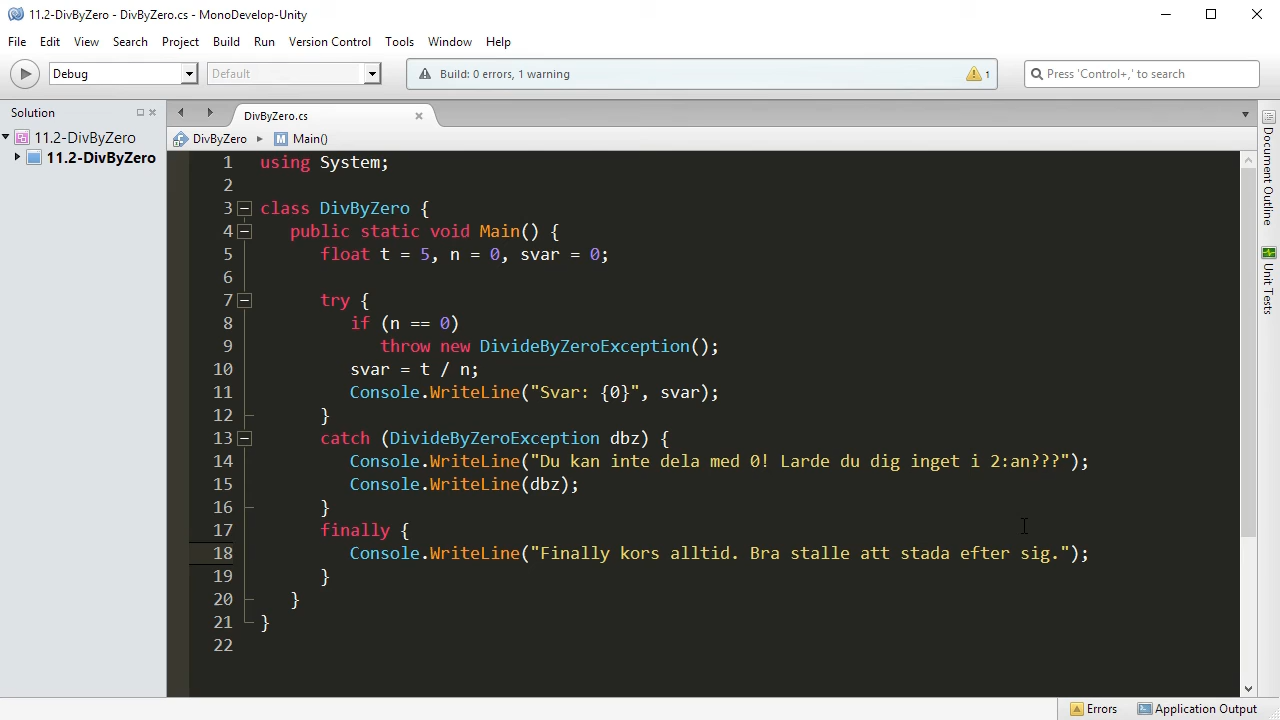 11.2-DivByZero - DivByZero.cs - MonoDevelop-Unity
File Edit View Search Project Build Run Version Control Tools Window Help
Debug Default Build: 0 errors, 1 warning 1 Press 'Control+,' to search
Solution
11.2-DivByZero
11.2-DivByZero
DivByZero.cs
DivByZero Main()
1 using System;
2
3 class DivByZero {
4 public static void Main() {
5 float t = 5, n = 0, svar = 0;
6
7 try {
8 if (n == 0)
9 throw new DivideByZeroException();
10 svar = t / n;
11 Console.WriteLine("Svar: {0}", svar);
12 }
13 catch (DivideByZeroException dbz) {
14 Console.WriteLine("Du kan inte dela med 0! Larde du dig inget i 2:an???");
15 Console.WriteLine(dbz);
16 }
17 finally {
18 Console.WriteLine("Finally kors alltid. Bra stalle att stada efter sig.");
19 }
20 }
21 }
22
Document Outline
Unit Tests
Errors Application Output